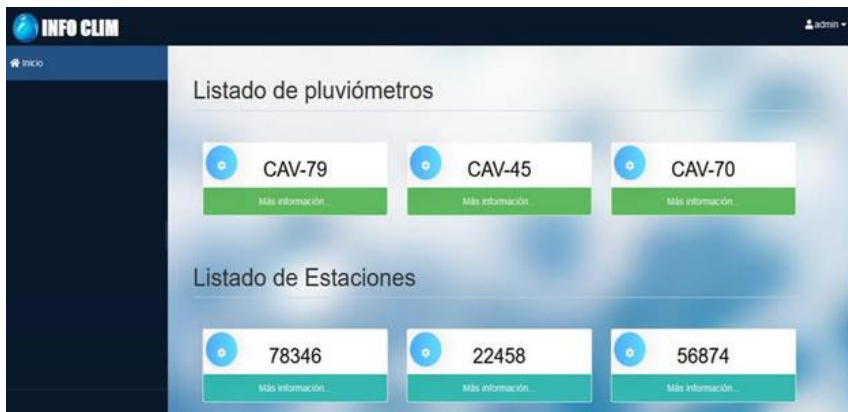 INFO CLIM
admin
Inicio
Listado de pluviómetros
CAV-79
CAV-45
CAV-70
Más información...
Más información...
Más información...
Listado de Estaciones
78346
22458
56874
Más información...
Más información...
Más información...